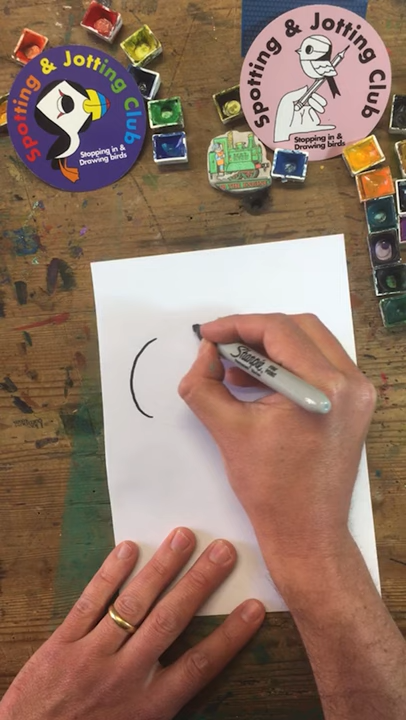 Spotting & Jotting Club
Stopping in &
Drawing birds
Spotting & Jotting Club
Stopping in &
Drawing birds
Sharpie